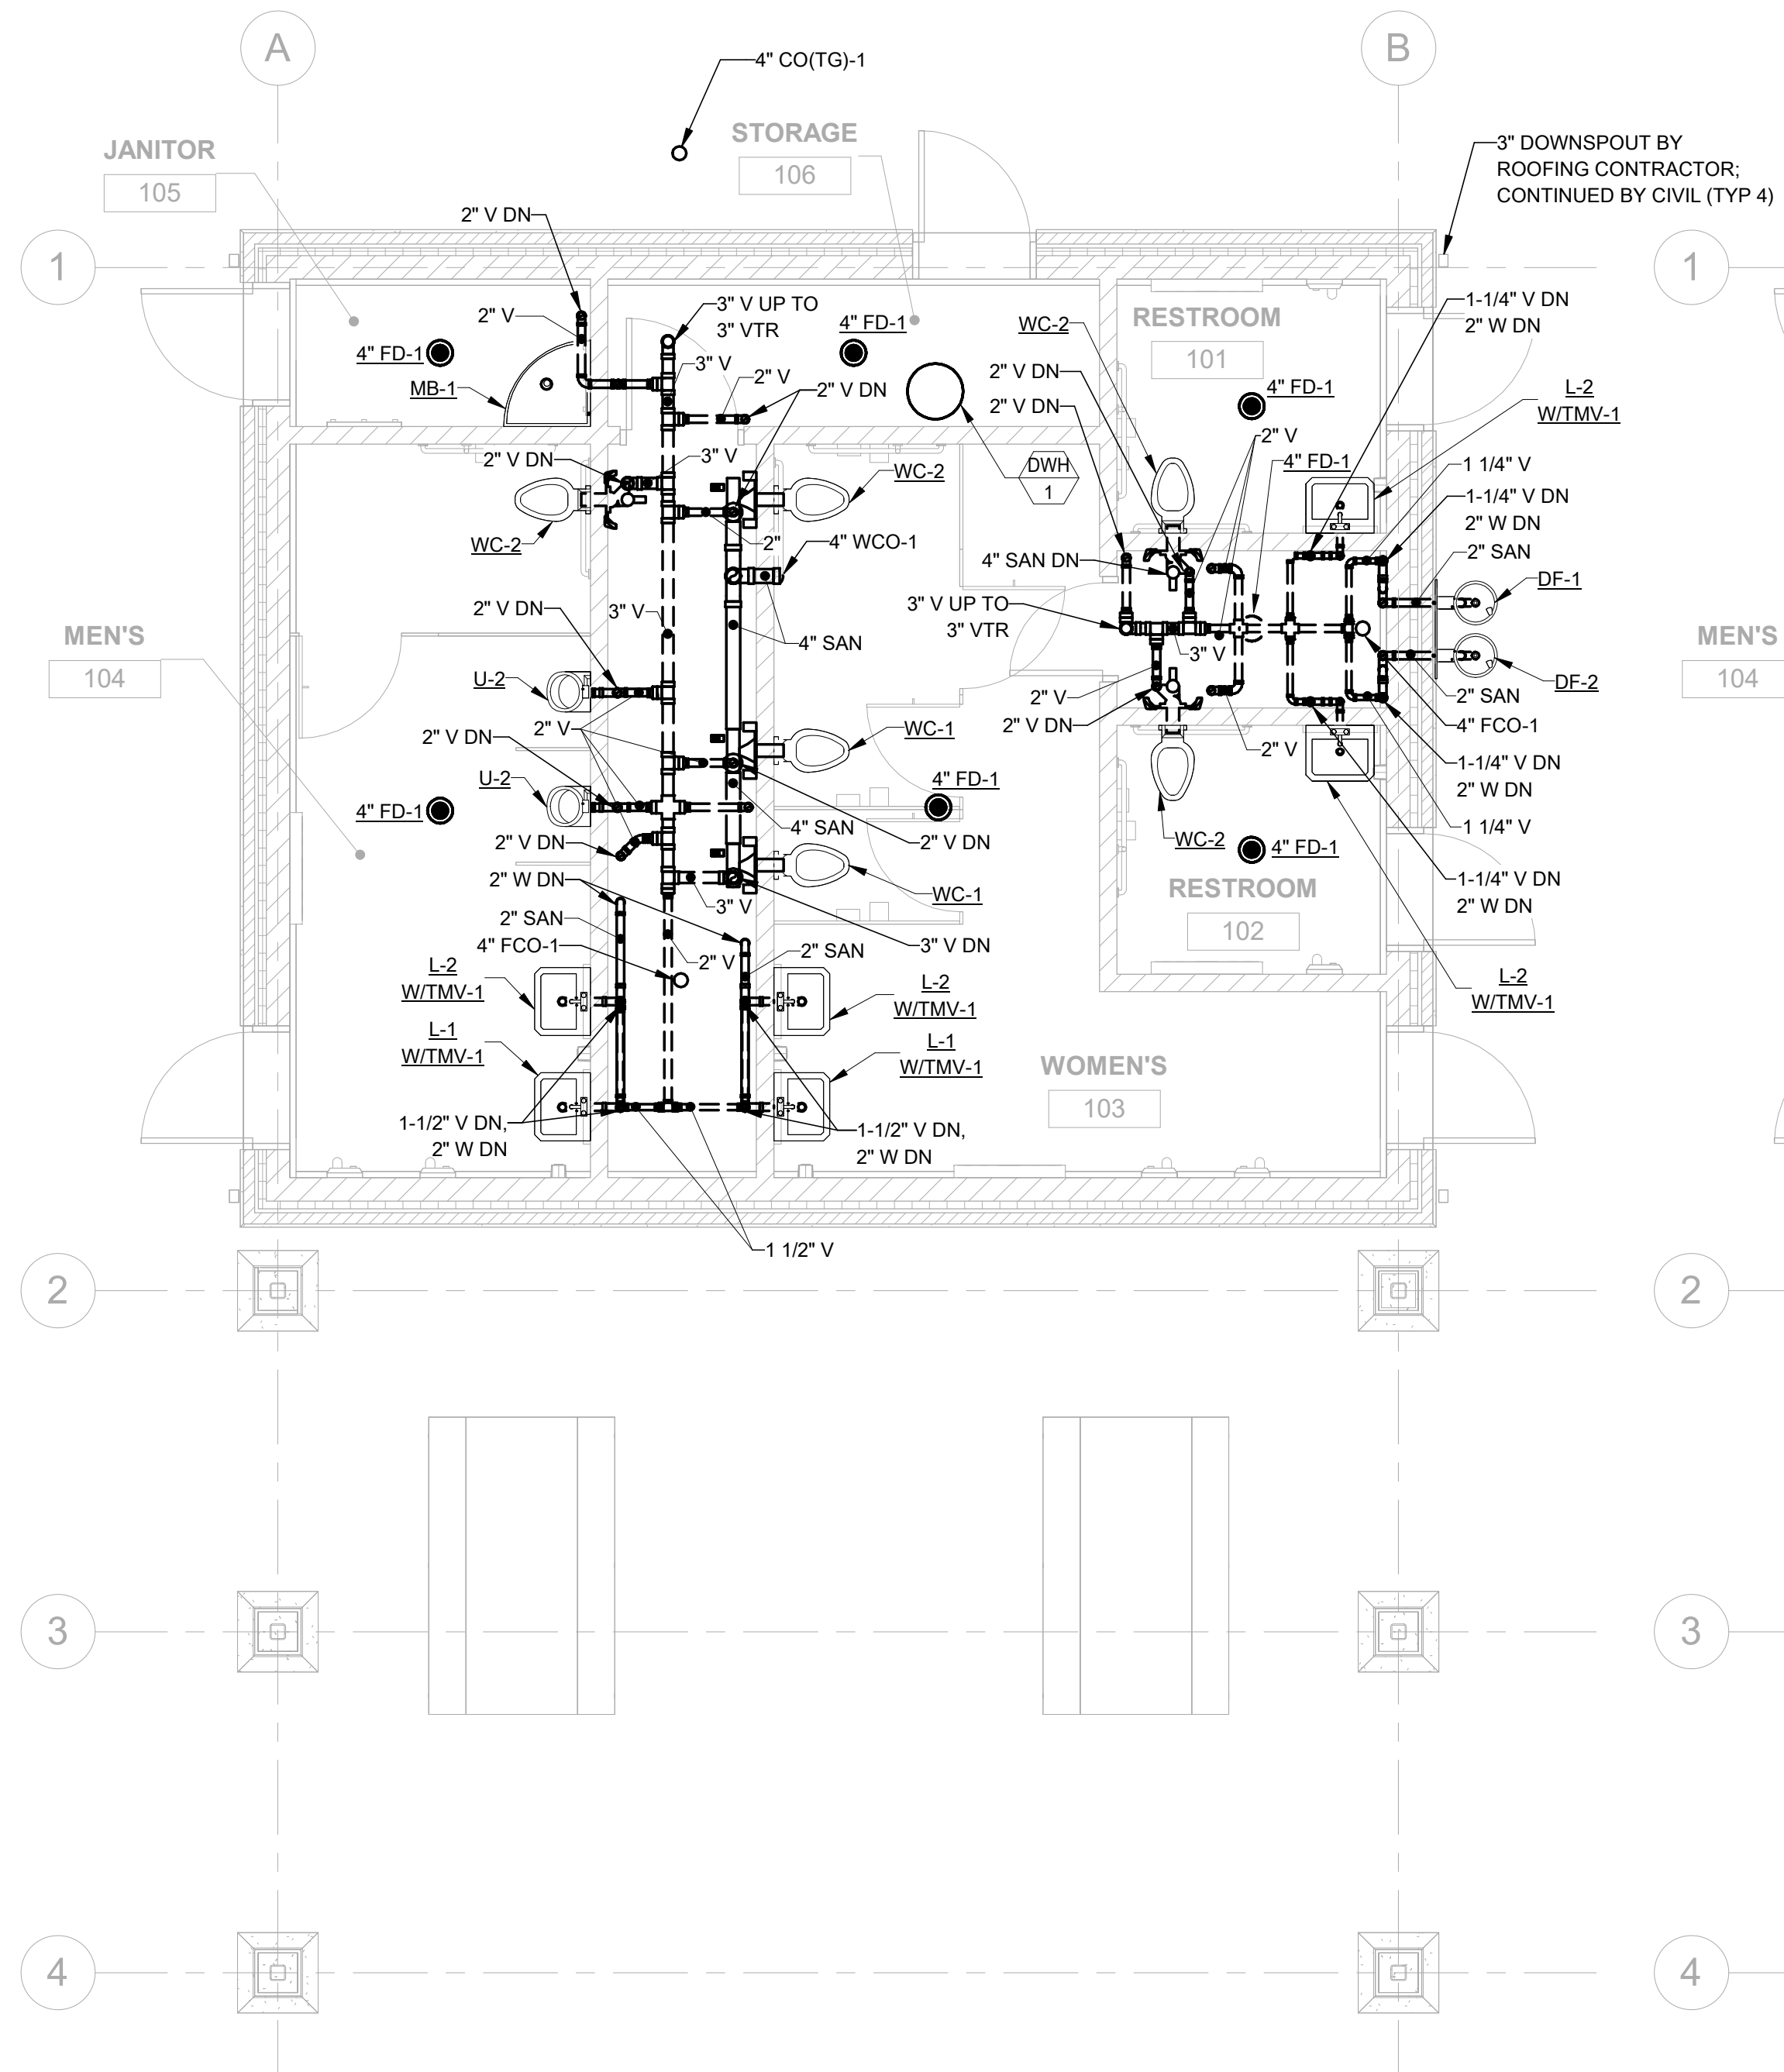 A
B
4" CO(TG)-1
JANITOR
105
STORAGE
106
3" DOWNSPOUT BY
ROOFING CONTRACTOR;
CONTINUED BY CIVIL (TYP 4)
2" V DN
1
1
2" V
3" V UP TO
3" VTR
4" FD-1
WC-2
RESTROOM
101
1-1/4" V DN
2" W DN
4" FD-1
MB-1
3" V
2" V
2" V DN
2" V DN
2" V DN
4" FD-1
L-2
W/TMV-1
2" V
2" V DN
3" V
WC-2
DWH
1
4" FD-1
1 1/4" V
1-1/4" V DN
2" W DN
WC-2
2"
4" WCO-1
4" SAN DN
2" SAN
DF-1
2" V DN
3" V
3" V UP TO
3" VTR
MEN'S
104
4" SAN
3" V
MEN'S
104
U-2
2" V
2" SAN
DF-2
2" V
2" V DN
2" V DN
4" FCO-1
WC-1
2" V
1-1/4" V DN
2" W DN
U-2
4" FD-1
4" FD-1
4" SAN
2" V DN
1 1/4" V
2" V DN
WC-2
4" FD-1
2" W DN
WC-1
RESTROOM
102
1-1/4" V DN
2" W DN
3" V
2" SAN
4" FCO-1
3" V DN
2" V
2" SAN
L-2
W/TMV-1
L-2
W/TMV-1
L-2
W/TMV-1
L-1
W/TMV-1
L-1
W/TMV-1
WOMEN'S
103
1-1/2" V DN,
2" W DN
1-1/2" V DN,
2" W DN
1 1/2" V
2
2
3
3
4
4